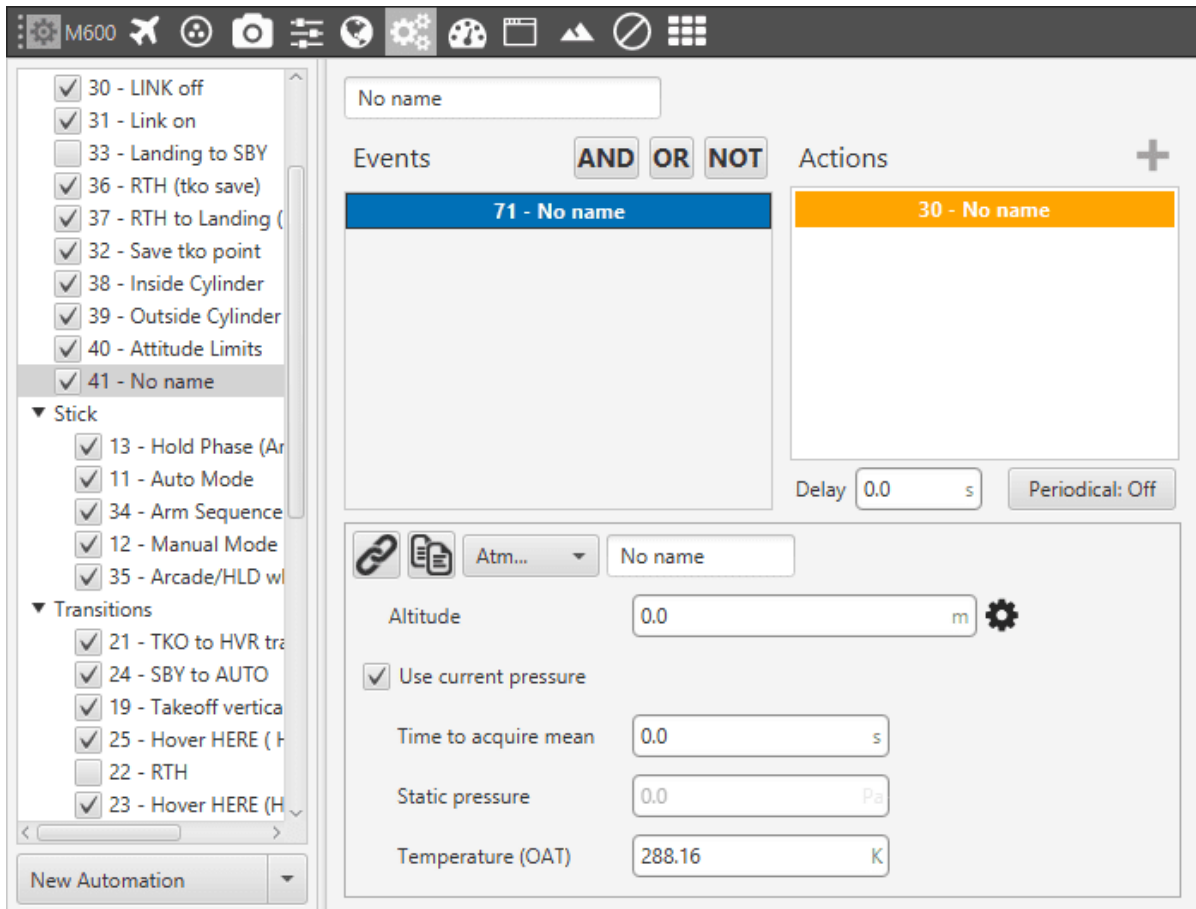 M600
30 - LINK off
31 - Link on
33 - Landing to SBY
36 - RTH (tko save)
37 - RTH to Landing (
32 - Save tko point
38 - Inside Cylinder
39 - Outside Cylinder
40 - Attitude Limits
41 - No name
Stick
13 - Hold Phase (Ar
11 - Auto Mode
34 - Arm Sequence
12 - Manual Mode
35 - Arcade/HLD wl
Transitions
21 - TKO to HVR tra
24 - SBY to AUTO
19 - Takeoff vertica
25 - Hover HERE ( H
22 - RTH
23 - Hover HERE (H
New Automation
No name
Events AND OR NOT
71 - No name
Actions
30 - No name
Delay 0.0 s Periodical: Off
Atm... No name
Altitude 0.0 m
Use current pressure
Time to acquire mean 0.0 s
Static pressure 0.0 Pa
Temperature (OAT) 288.16 K